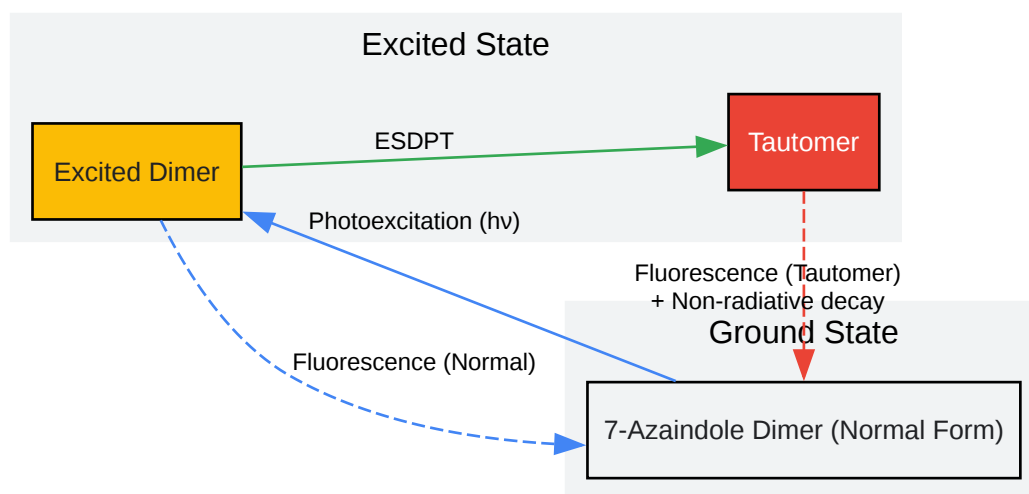 Excited State
ESDPT
Tautomer
Excited Dimer
Photoexcitation (hν)
Fluorescence (Tautomer)
+ Non-radiative decay
Ground State
Fluorescence (Normal)
7-Azaindole Dimer (Normal Form)